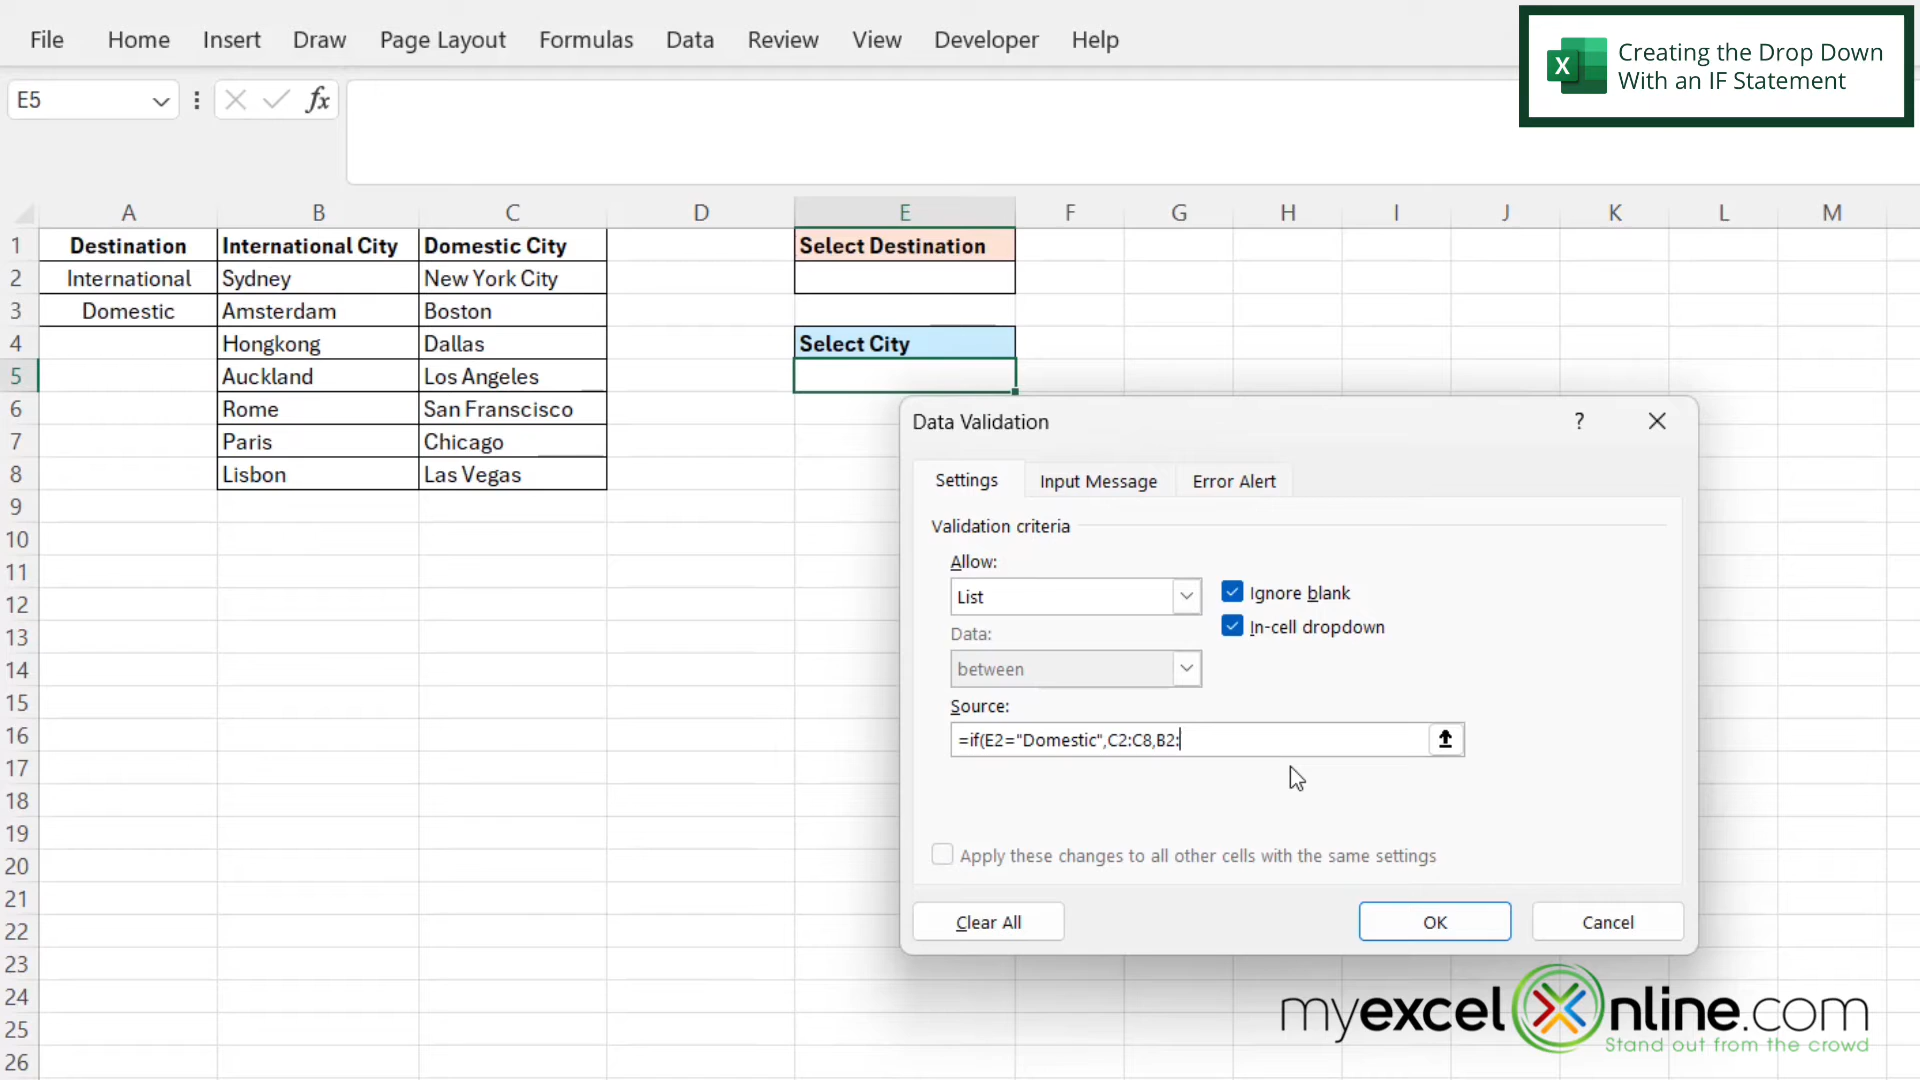 File Home Insert Draw Page Layout Formulas Data Review View Developer Help
Creating the Drop Down
With an IF Statement
E5 fx
A B C D E F G H I J K L M
1 Destination International City Domestic City Select Destination
2 International Sydney New York City
3 Domestic Amsterdam Boston
4 Hongkong Dallas Select City
5 Auckland Los Angeles
6 Rome San Franscisco
7 Paris Chicago
8 Lisbon Las Vegas
9
10
11
12
13
14
15
16
17
18
19
20
21
22
23
24
25
26
Data Validation ?
Settings Input Message Error Alert
Validation criteria
Allow:
List Ignore blank
Data: In-cell dropdown
between
Source:
=if(E2="Domestic",C2:C8,B2:
Apply these changes to all other cells with the same settings
Clear All OK Cancel
myexcelXnline.com
Stand out from the crowd